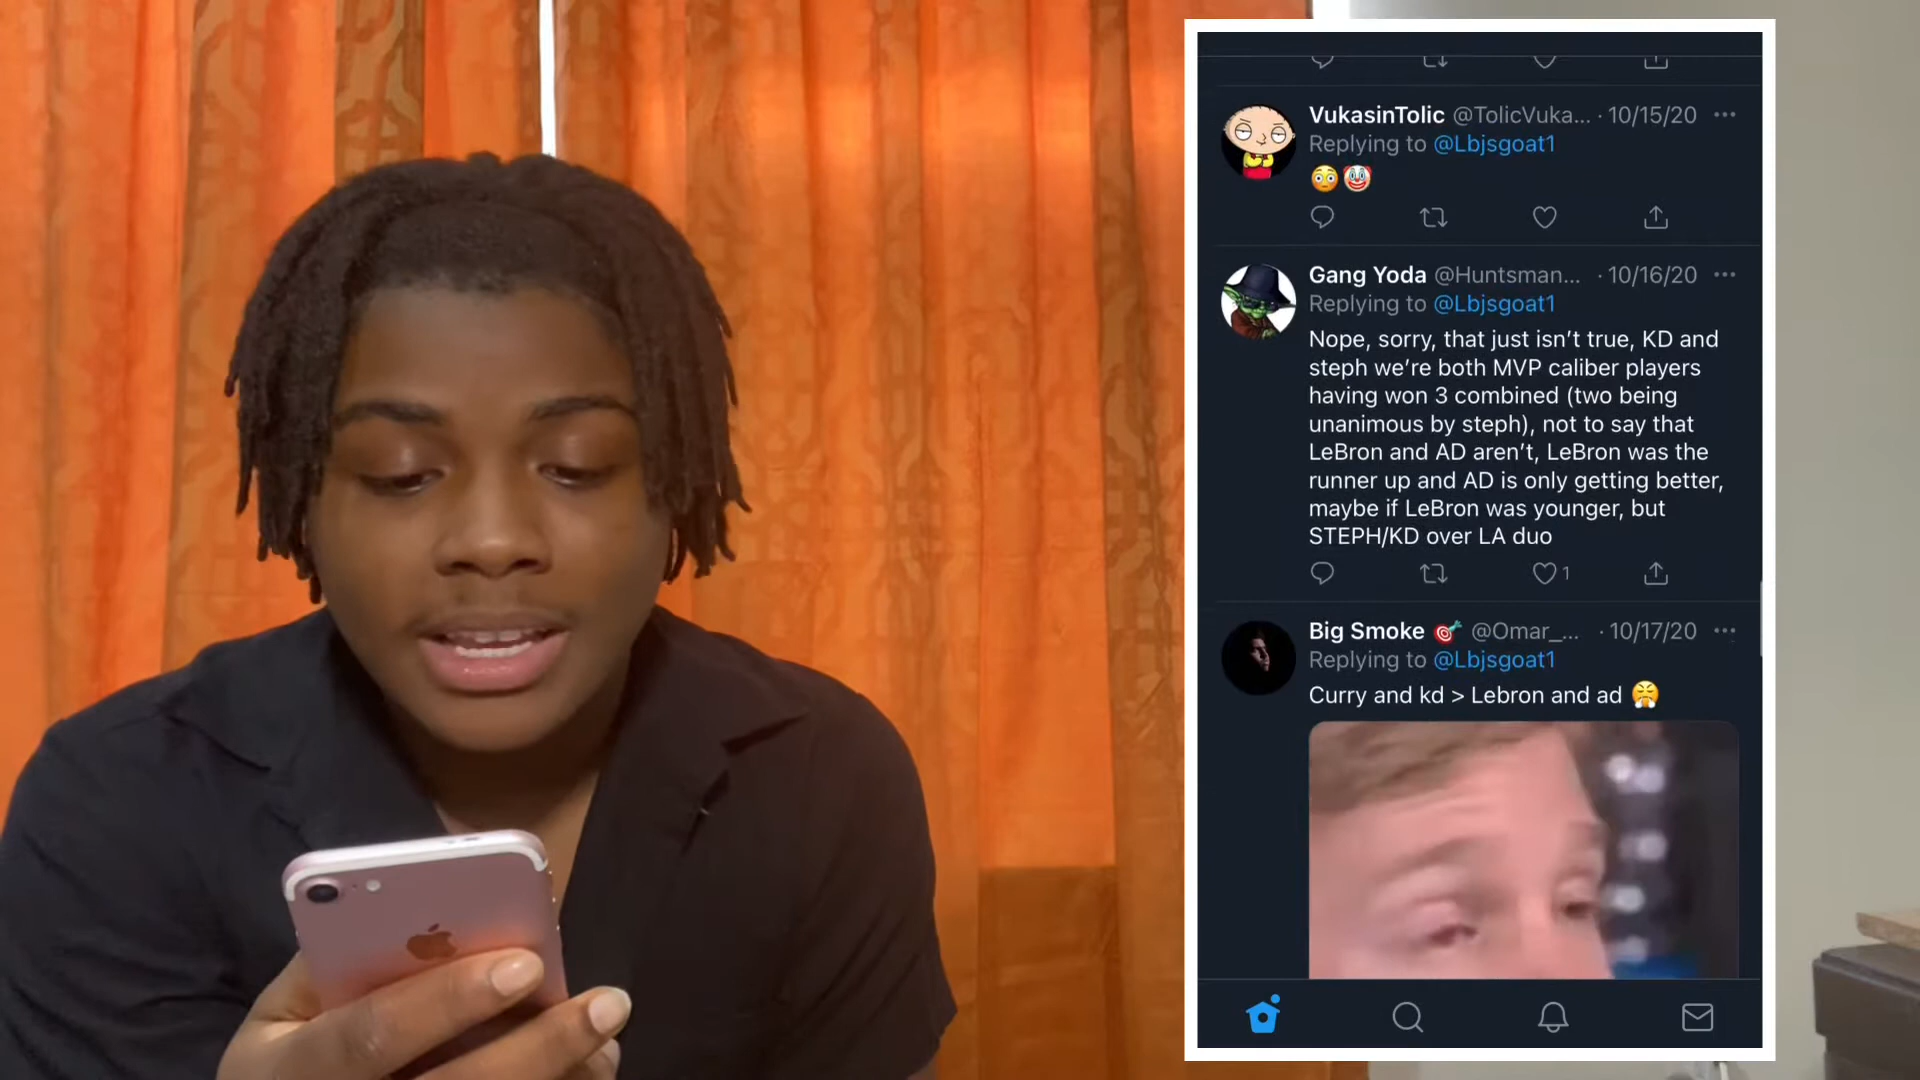 VukasinTolic @TolicVuka... · 10/15/20
Replying to @Lbjsgoat1
Gang Yoda @Huntsman... · 10/16/20
Replying to @Lbjsgoat1
Nope, sorry, that just isn't true, KD and
steph we're both MVP caliber players
having won 3 combined (two being
unanimous by steph), not to say that
LeBron and AD aren't, LeBron was the
runner up and AD is only getting better,
maybe if LeBron was younger, but
STEPH/KD over LA duo
1
Big Smoke @Omar_... · 10/17/20
Replying to @Lbjsgoat1
Curry and kd > Lebron and ad